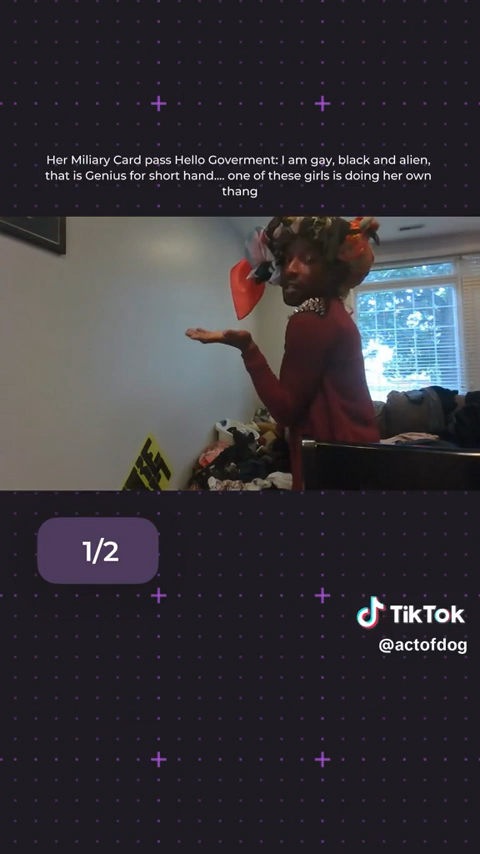 Her Miliary Card pass Hello Goverment: I am gay, black and alien,
that is Genius for short hand.... one of these girls is doing her own
thang
1/2
TikTok
@actofdog